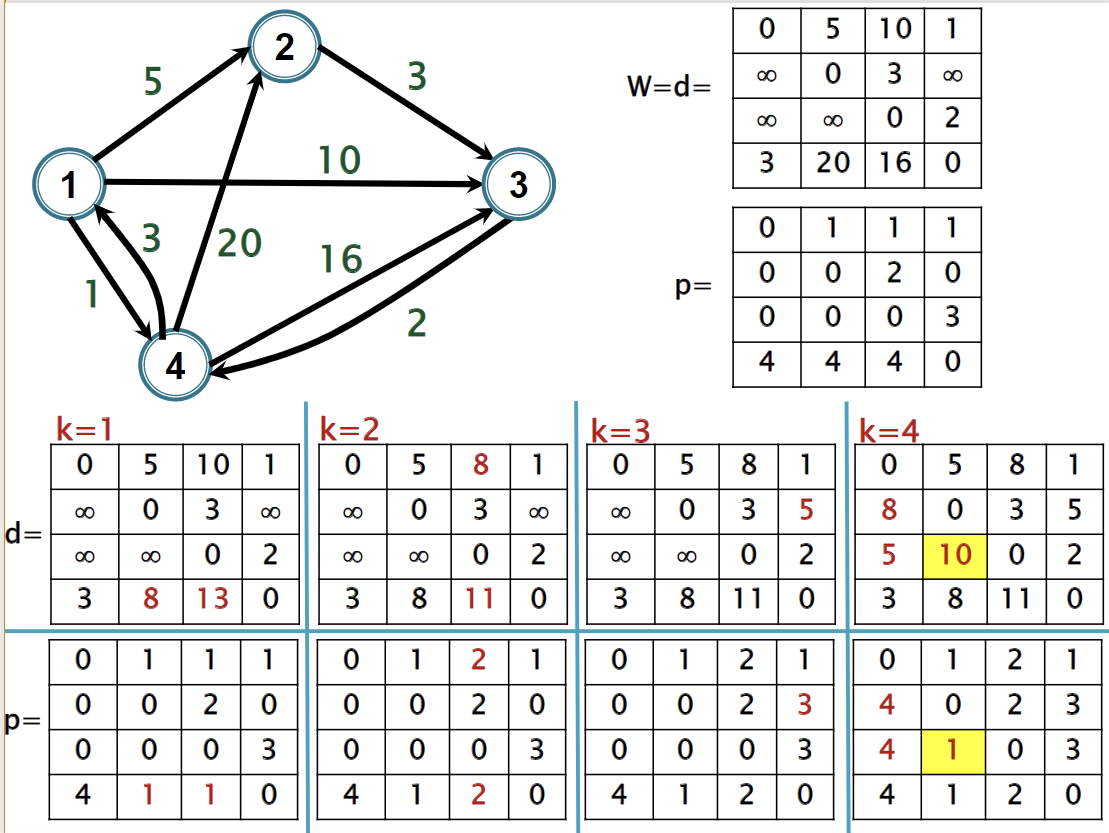 2
5
3
10
1
3
3
20
16
1
2
4
W=d=
0 5 10 1
∞ 0 3 ∞
∞ ∞ 0 2
3 20 16 0
p=
0 1 1 1
0 0 2 0
0 0 0 3
4 4 4 0
k=1
d=
0 5 10 1
∞ 0 3 ∞
∞ ∞ 0 2
3 8 13 0
k=2
0 5 8 1
∞ 0 3 ∞
∞ ∞ 0 2
3 8 11 0
k=3
0 5 8 1
∞ 0 3 5
∞ ∞ 0 2
3 8 11 0
k=4
0 5 8 1
8 0 3 5
5 10 0 2
3 8 11 0
p=
0 1 1 1
0 0 2 0
0 0 0 3
4 1 1 0
0 1 2 1
0 0 2 0
0 0 0 3
4 1 2 0
0 1 2 1
0 0 2 3
0 0 0 3
4 1 2 0
0 1 2 1
4 0 2 3
4 1 0 3
4 1 2 0